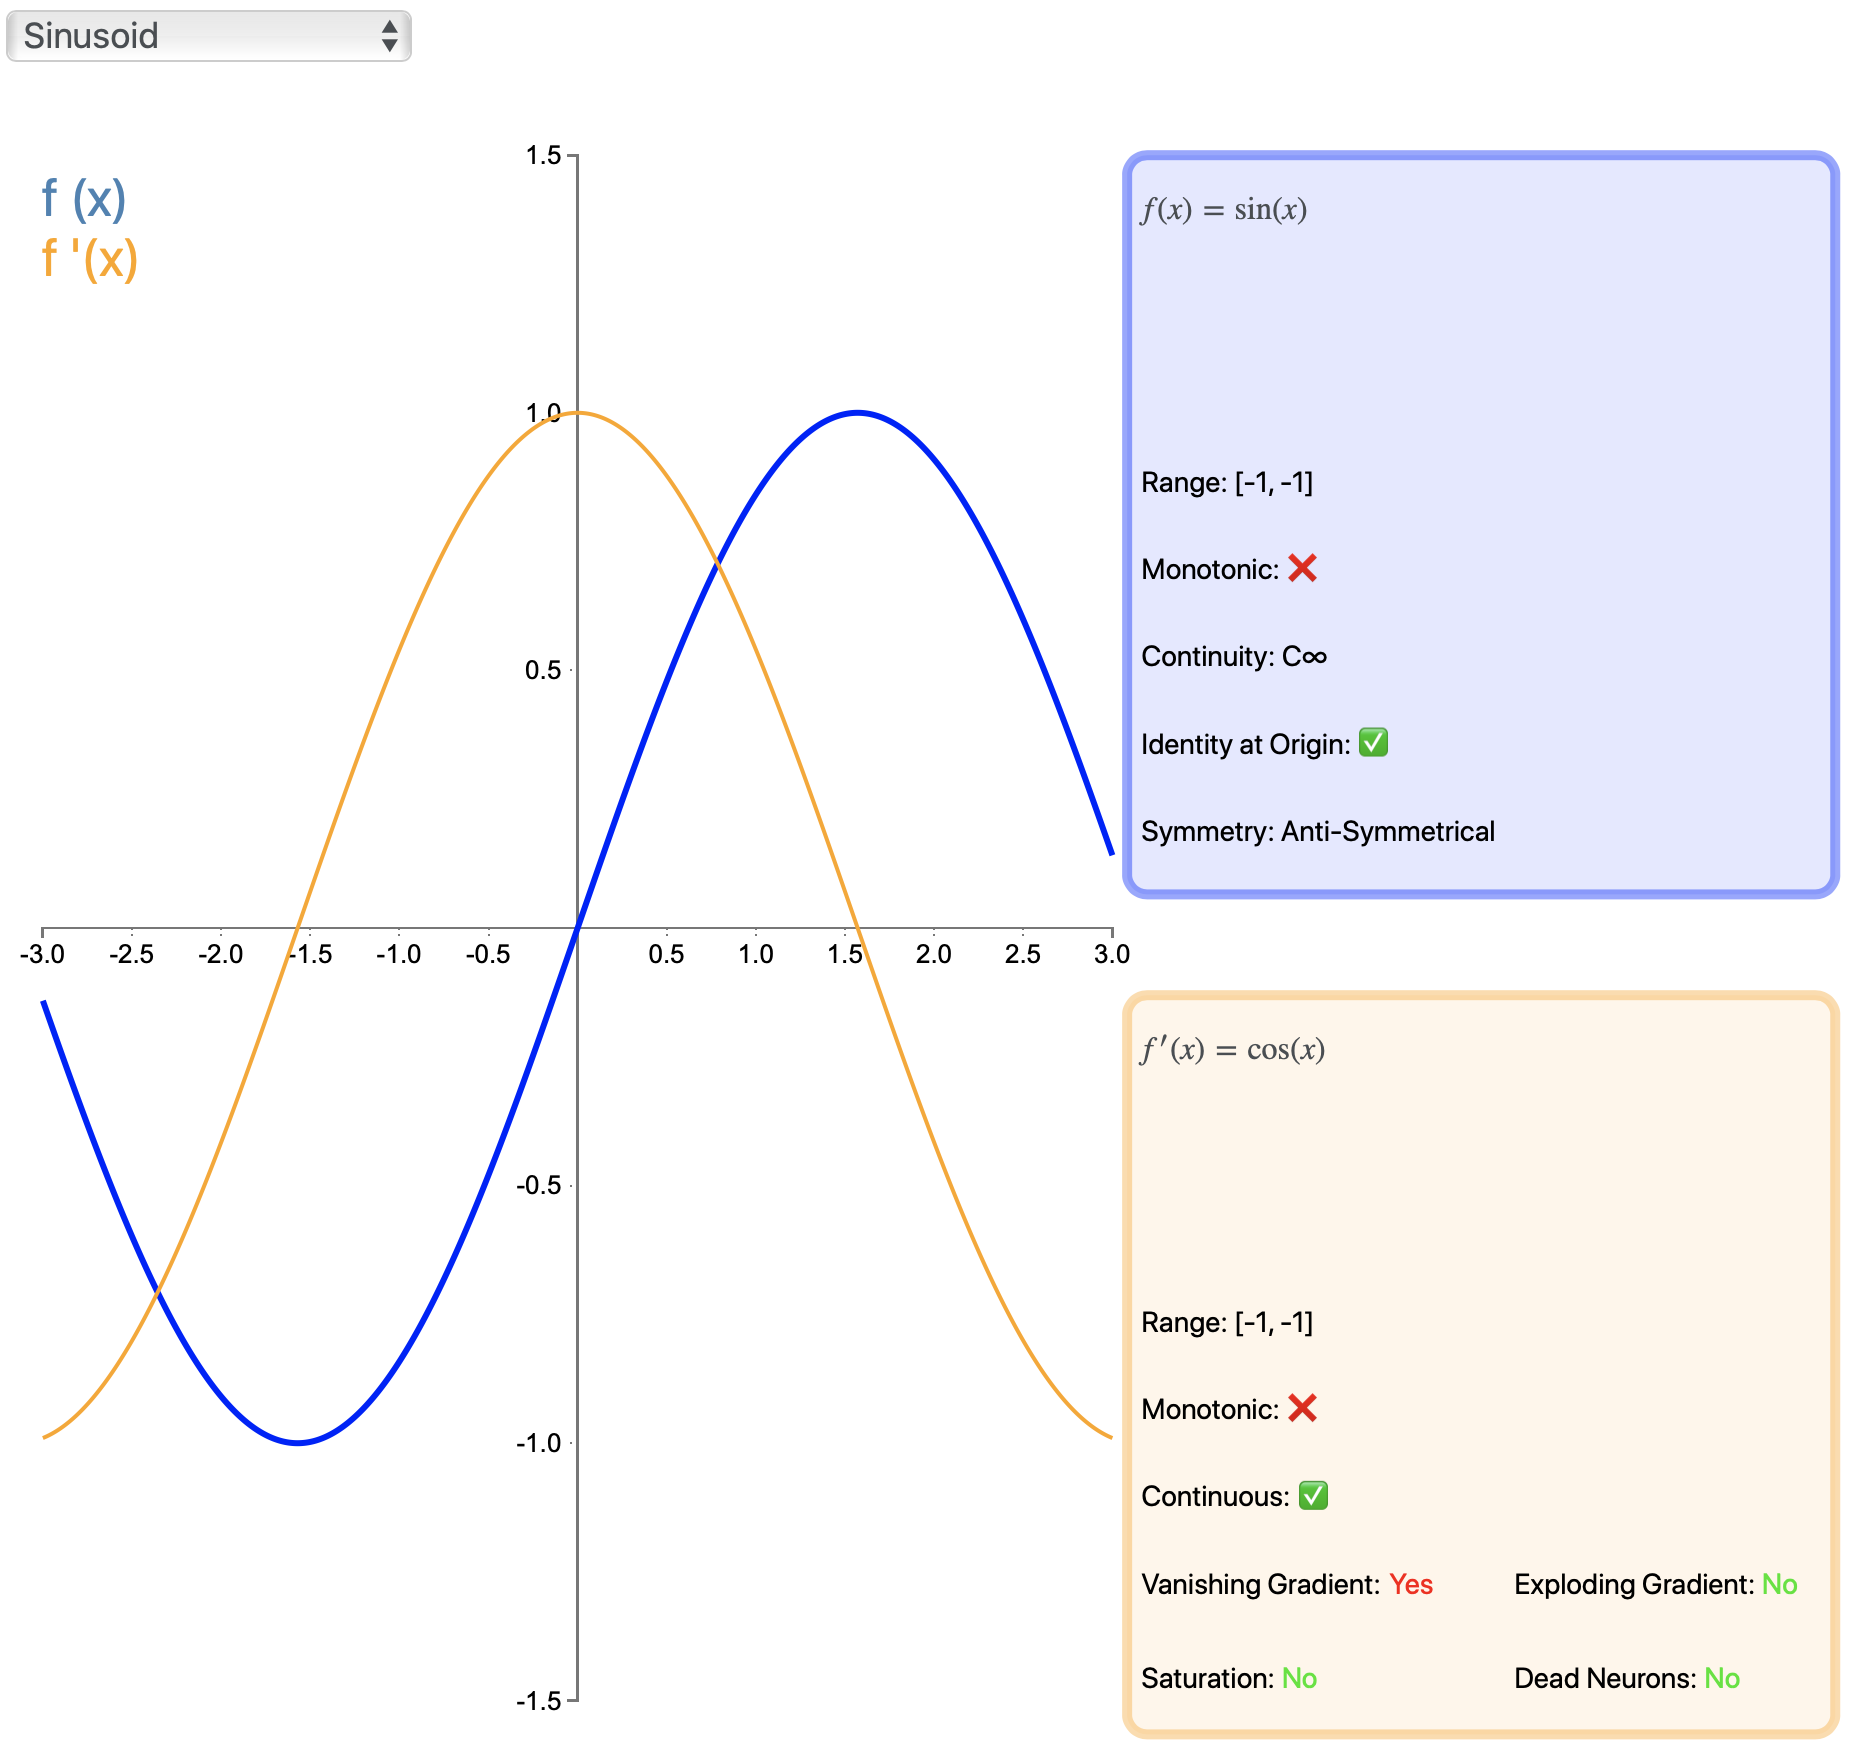 Sinusoid
f (x)
f '(x)
1.5
1.0
0.5
-0.5
-1.0
-1.5
-3.0 -2.5 -2.0 -1.5 -1.0 -0.5 0.5 1.0 1.5 2.0 2.5 3.0
f(x) = sin(x)
Range: [-1, -1]
Monotonic: ❌
Continuity: C∞
Identity at Origin: ✅
Symmetry: Anti-Symmetrical
f′(x) = cos(x)
Range: [-1, -1]
Monotonic: ❌
Continuous: ✅
Vanishing Gradient: Yes Exploding Gradient: No
Saturation: No Dead Neurons: No